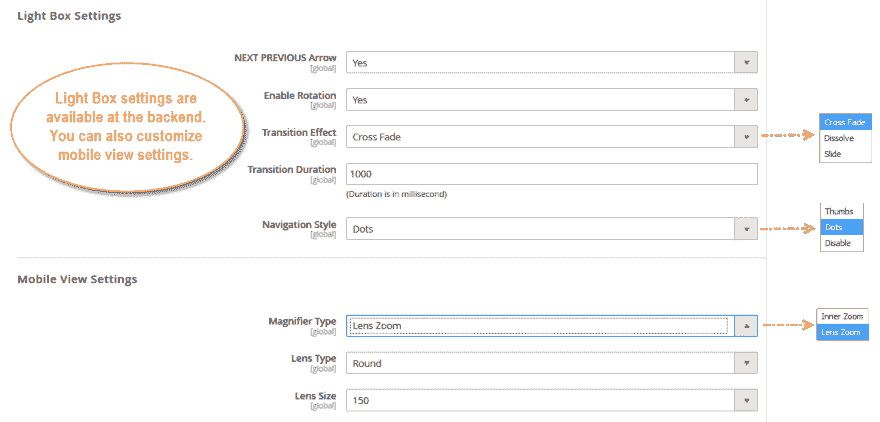 Light Box Settings
NEXT PREVIOUS Arrow
[global]
Yes
Enable Rotation
[global]
Yes
Light Box settings are
available at the backend.
You can also customize
mobile view settings.
Transition Effect
[global]
Cross Fade
Cross Fade
Dissolve
Slide
Transition Duration
[global]
1000
(Duration is in millisecond)
Navigation Style
[global]
Dots
Thumbs
Dots
Disable
Mobile View Settings
Magnifier Type
[global]
Lens Zoom
Inner Zoom
Lens Zoom
Lens Type
[global]
Round
Lens Size
[global]
150